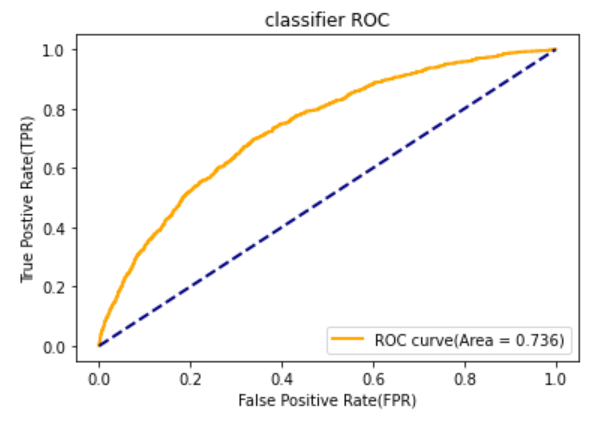 classifier ROC
1.0
0.8
0.6
0.4
0.2
0.0
True Postive Rate(TPR)
ROC curve(Area = 0.736)
0.0 0.2 0.4 0.6 0.8 1.0
False Positive Rate(FPR)